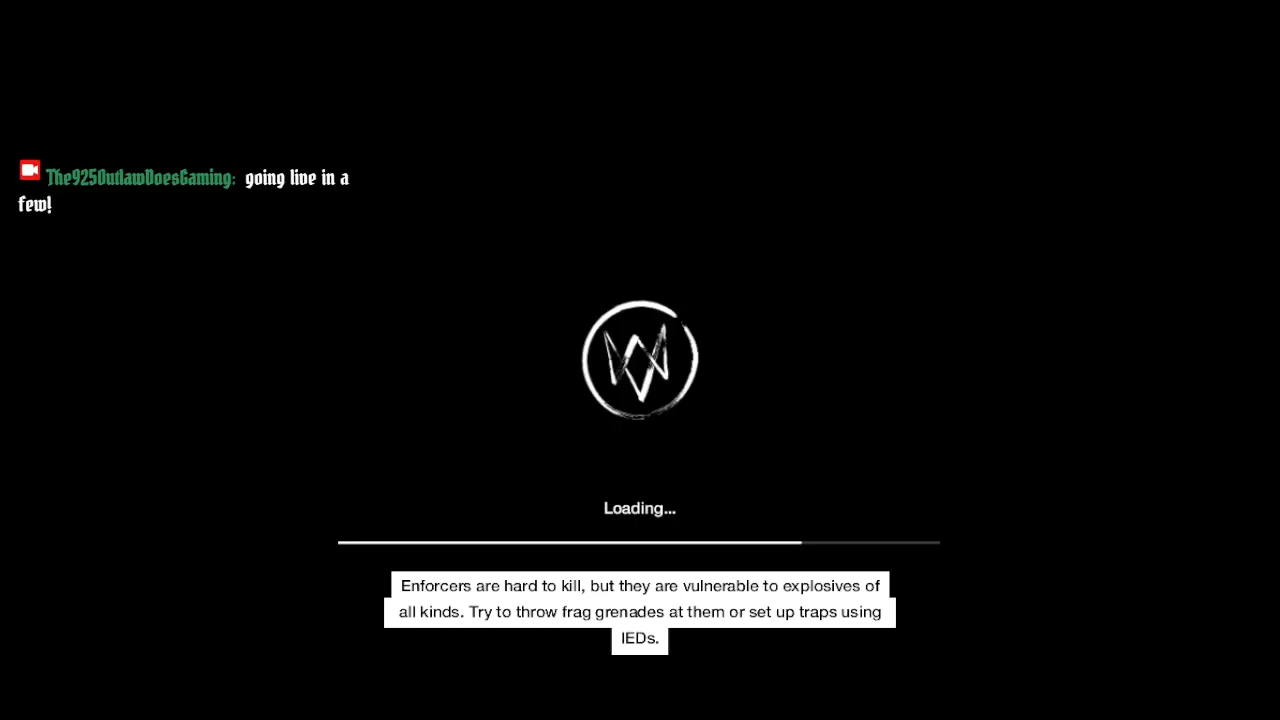 The925OutlawDoesGaming: going live in a
few!
Loading...
Enforcers are hard to kill, but they are vulnerable to explosives of
all kinds. Try to throw frag grenades at them or set up traps using
IEDs.